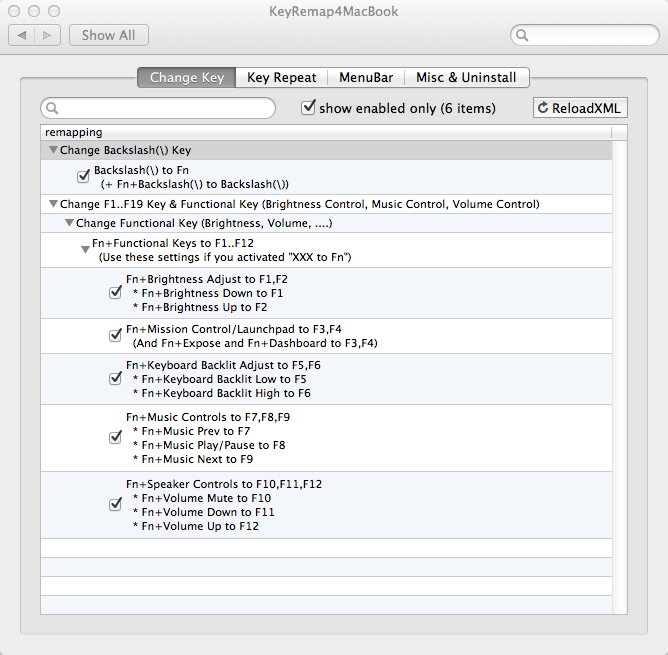 KeyRemap4MacBook
Show All
Change Key
Key Repeat
MenuBar
Misc & Uninstall
show enabled only (6 items)
ReloadXML
remapping
Change Backslash(\) Key
Backslash(\) to Fn
(+ Fn+Backslash(\) to Backslash(\))
Change F1..F19 Key & Functional Key (Brightness Control, Music Control, Volume Control)
Change Functional Key (Brightness, Volume, ....)
Fn+Functional Keys to F1..F12
(Use these settings if you activated "XXX to Fn")
Fn+Brightness Adjust to F1,F2
* Fn+Brightness Down to F1
* Fn+Brightness Up to F2
Fn+Mission Control/Launchpad to F3,F4
(And Fn+Expose and Fn+Dashboard to F3,F4)
Fn+Keyboard Backlit Adjust to F5,F6
* Fn+Keyboard Backlit Low to F5
* Fn+Keyboard Backlit High to F6
Fn+Music Controls to F7,F8,F9
* Fn+Music Prev to F7
* Fn+Music Play/Pause to F8
* Fn+Music Next to F9
Fn+Speaker Controls to F10,F11,F12
* Fn+Volume Mute to F10
* Fn+Volume Down to F11
* Fn+Volume Up to F12